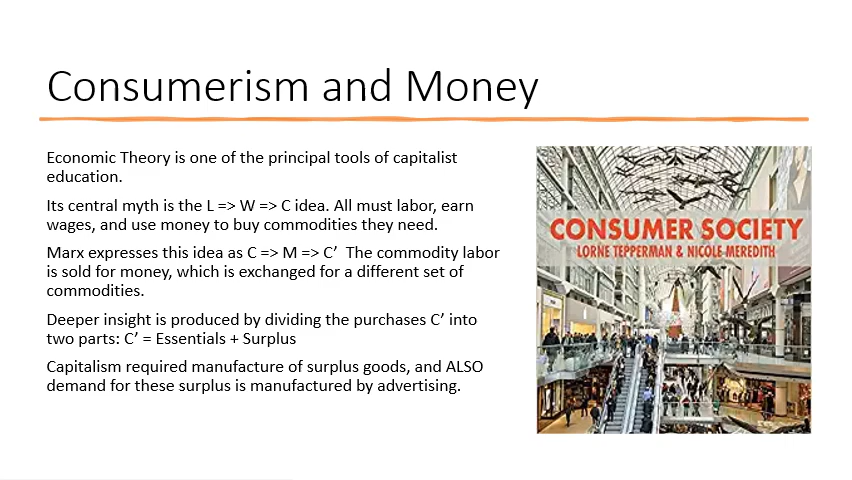 Consumerism and Money
Economic Theory is one of the principal tools of capitalist
education.
Its central myth is the L => W => C idea. All must labor, earn
wages, and use money to buy commodities they need.
Marx expresses this idea as C => M => C’  The commodity labor
is sold for money, which is exchanged for a different set of
commodities.
Deeper insight is produced by dividing the purchases C’ into
two parts: C’ = Essentials + Surplus
Capitalism required manufacture of surplus goods, and ALSO
demand for these surplus is manufactured by advertising.
CONSUMER SOCIETY
LORNE TEPPERMAN & NICOLE MEREDITH